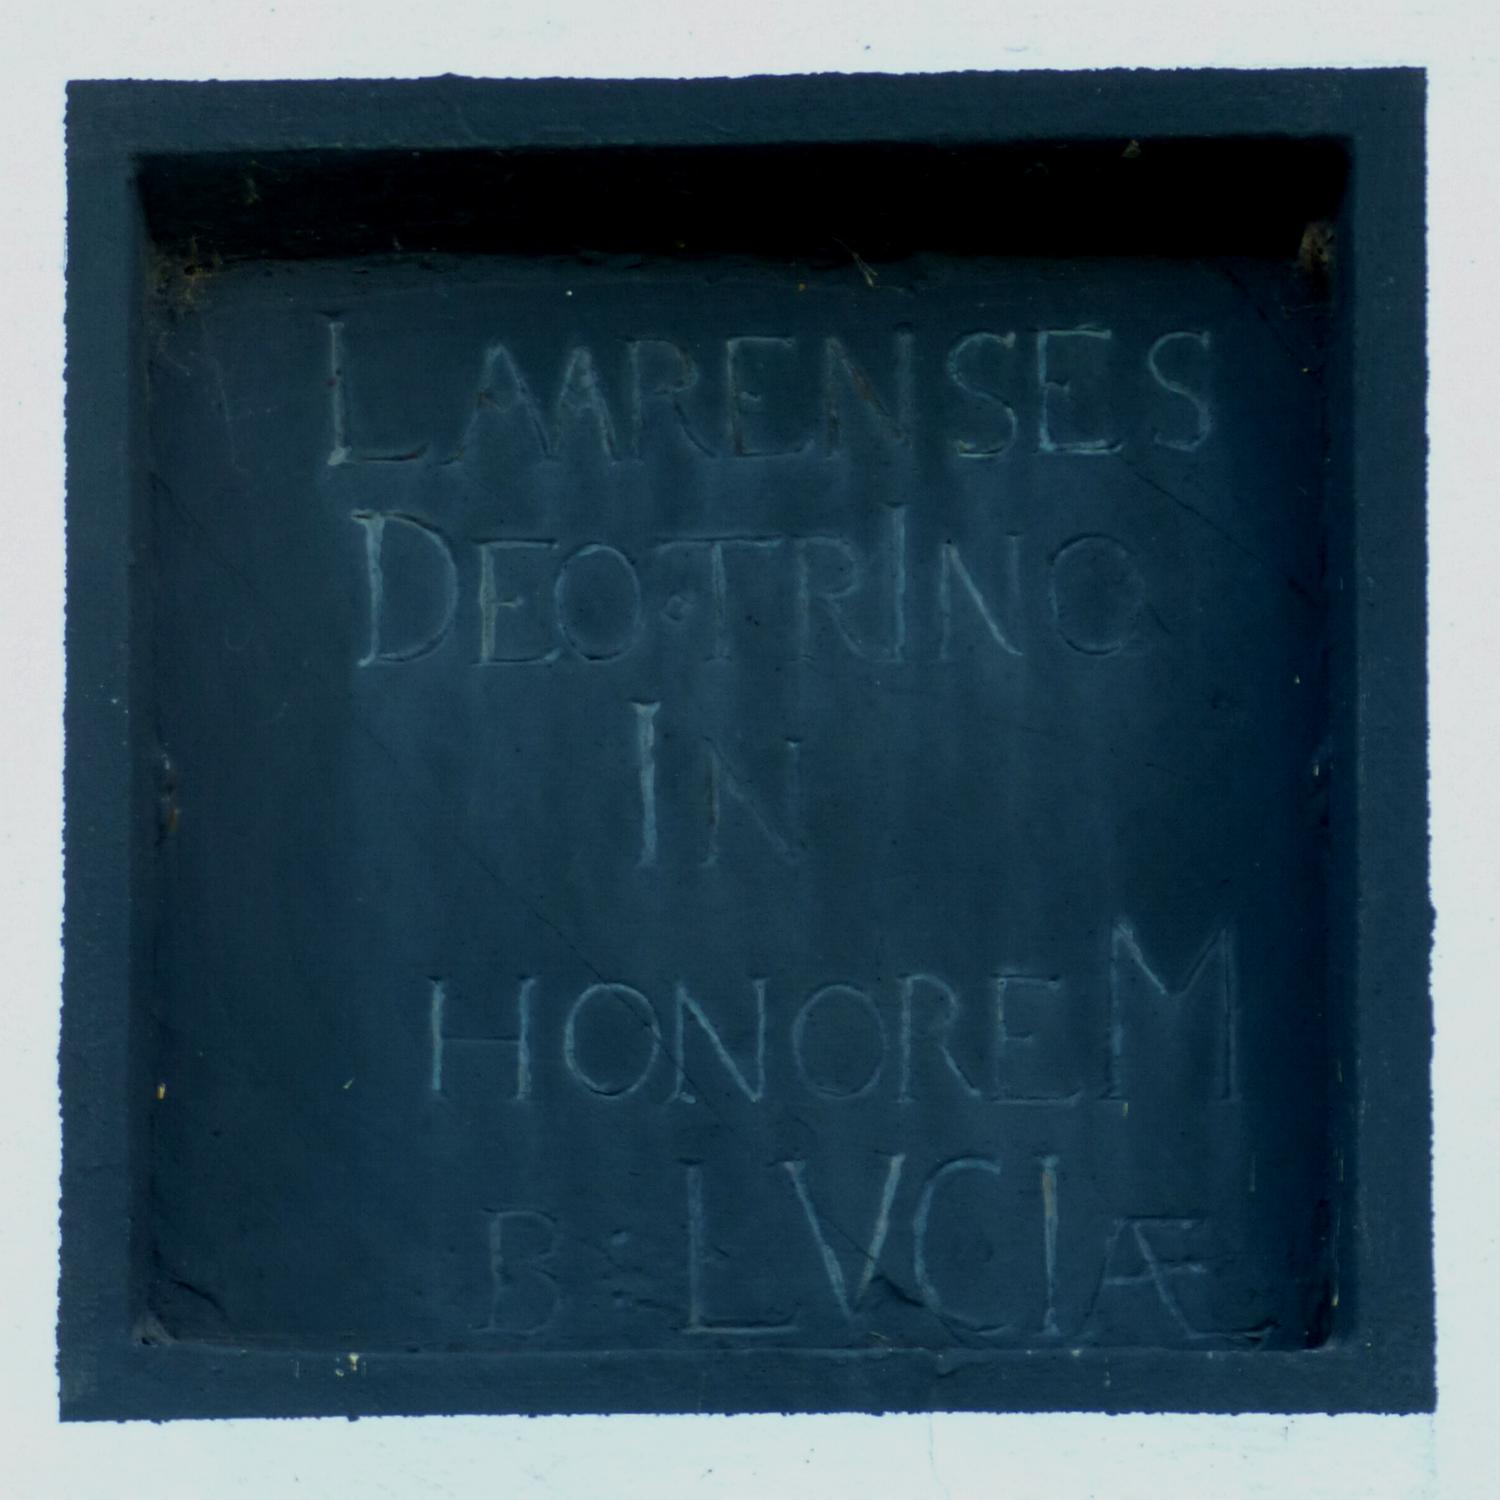 LAARENSES
DEO·TRINO
IN
HONOREM
B: LVCIÆ